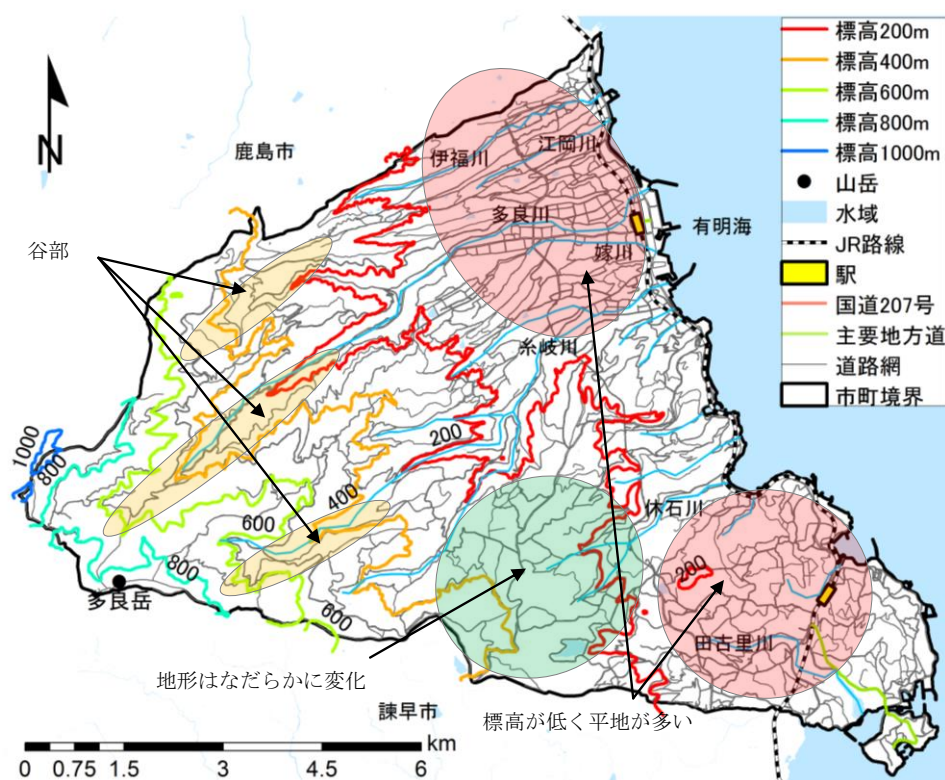 標高200m
標高400m
標高600m
標高800m
標高1000m
山岳
水域
JR路線
駅
国道207号
主要地方道
道路網
市町境界
N
鹿島市
伊福川
江岡川
多良川
嫁川
有明海
谷部
糸岐川
200
1000
800
400
600
休石川
800
200
多良岳
600
田古里川
地形はなだらかに変化
諫早市
標高が低く平地が多い
km
0 0.75 1.5 3 4.5 6